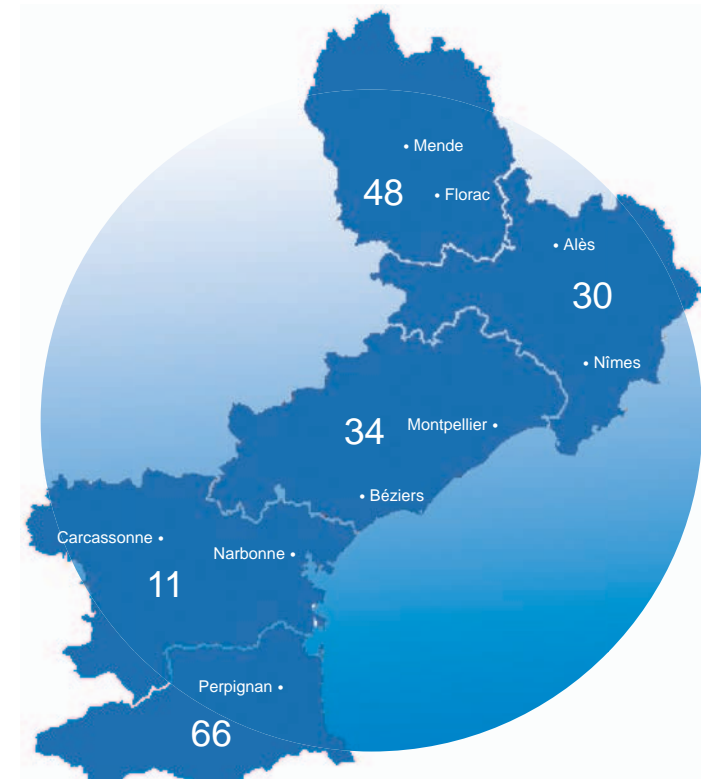 Mende
48
Florac
Alès
30
Nîmes
34
Montpellier
Béziers
Carcassonne
Narbonne
11
Perpignan
66